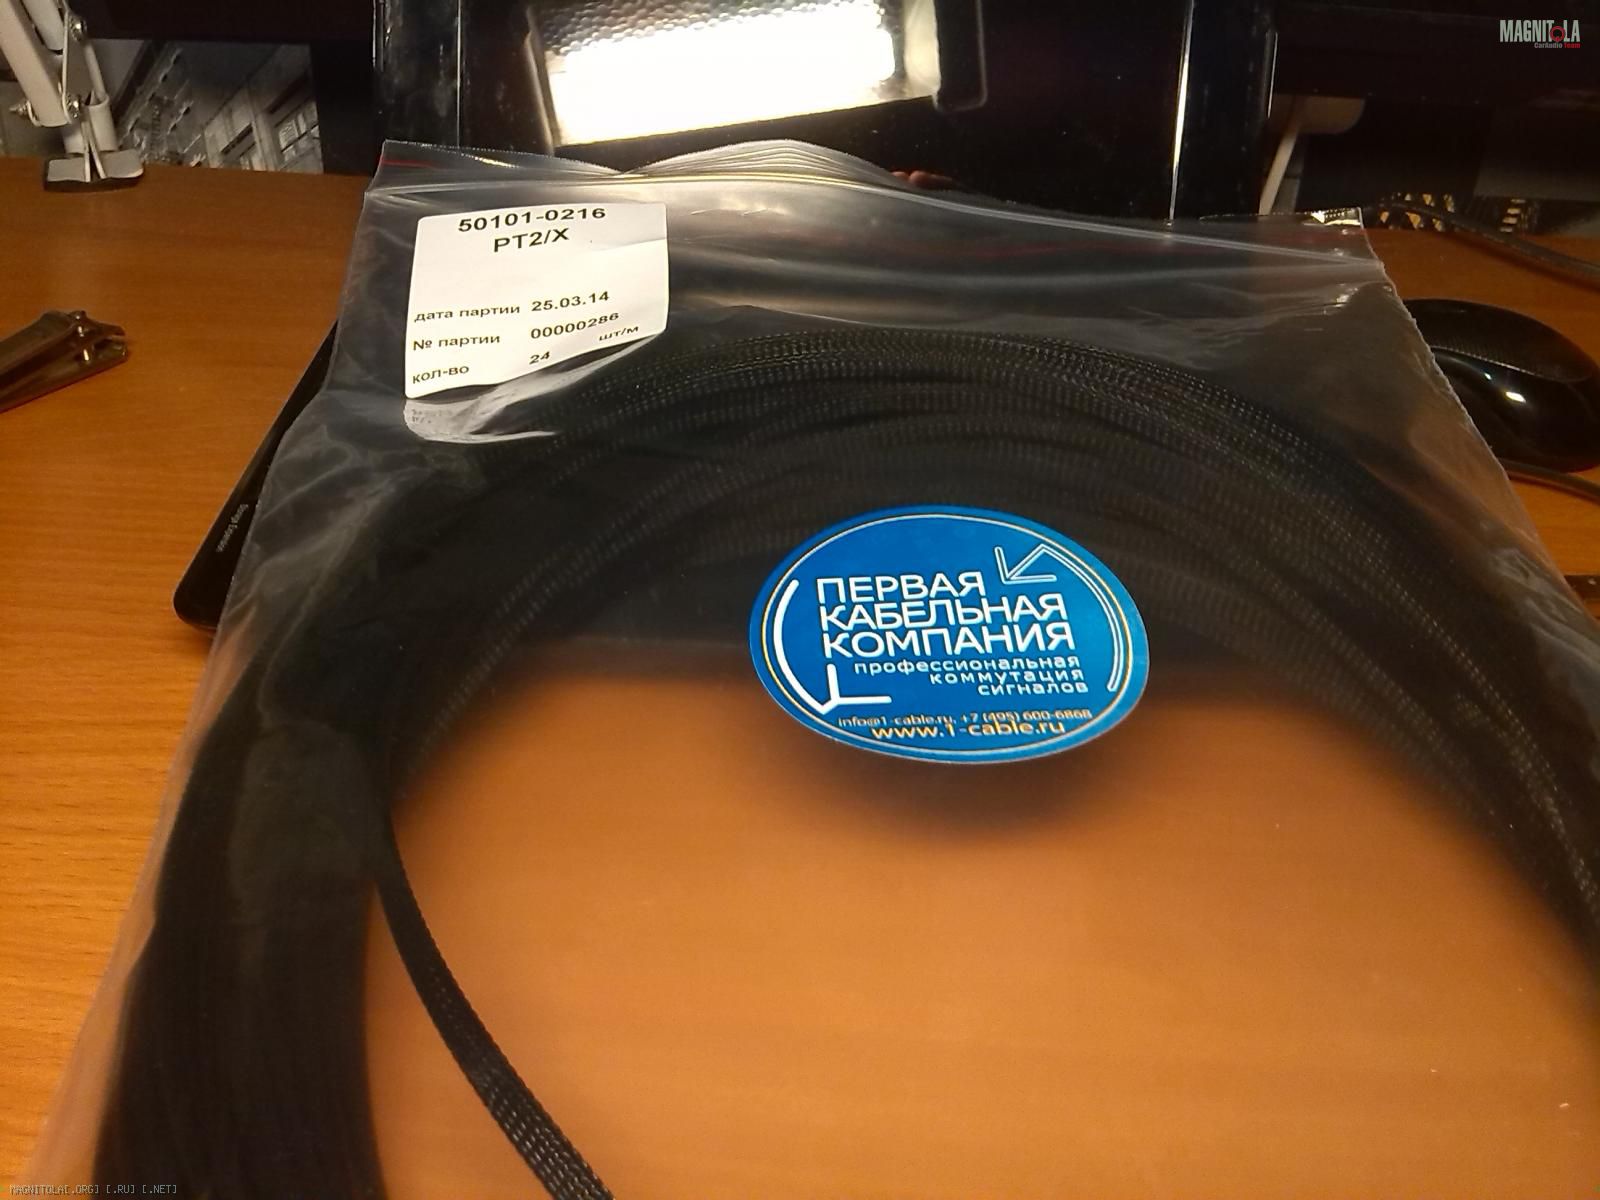 MAGNITOLA
CarAudio Team
50101-0216
PT2/X
дата партии 25.03.14
№ партии 00000286
кол-во 24 шт/м
ПЕРВАЯ
КАБЕЛЬНАЯ
КОМПАНИЯ
профессиональная
коммутация
сигналов
info@1-cable.ru, +7 (495) 600-6868
www.1-cable.ru
MAGNITOLA[.ORG] [.RU] [.NET]